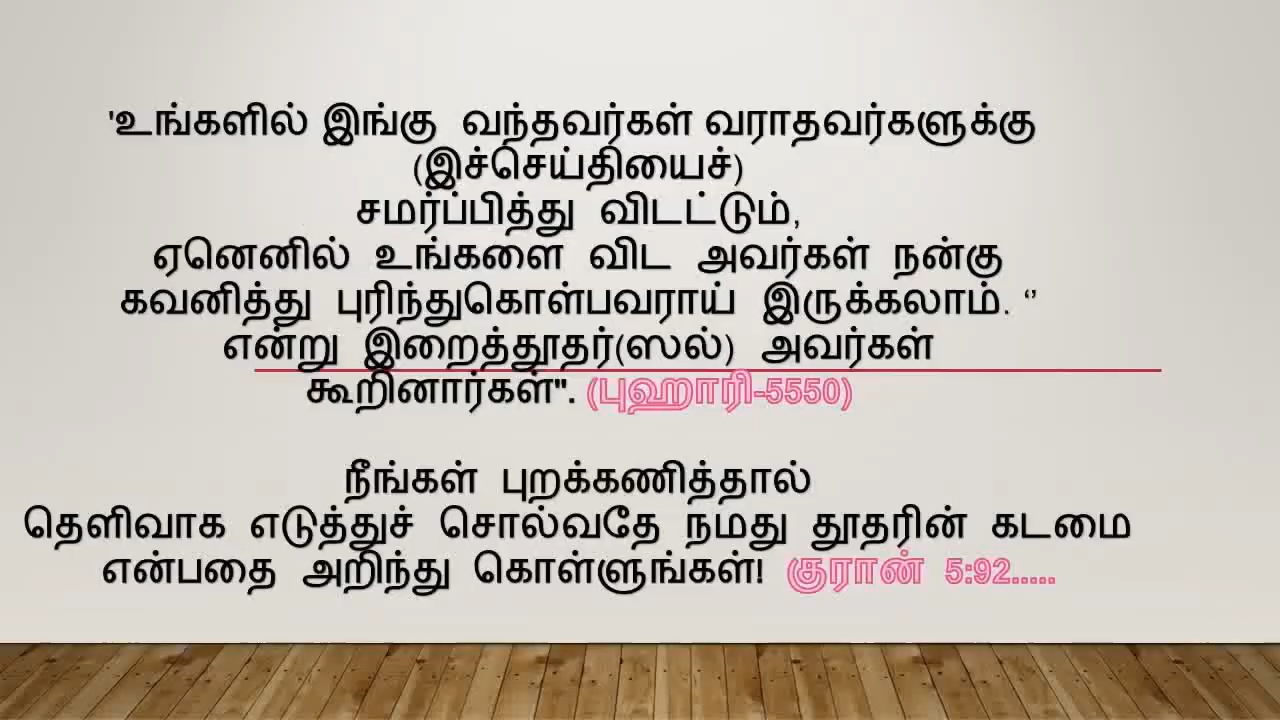 'உங்களில் இங்கு வந்தவர்கள் வராதவர்களுக்கு
(இச்செய்தியைச்)
சமர்ப்பித்து விடட்டும்,
ஏனெனில் உங்களை விட அவர்கள் நன்கு
கவனித்து புரிந்துகொள்பவராய் இருக்கலாம். ‘’
என்று இறைத்தூதர்(ஸல்) அவர்கள்
கூறினார்கள்". (புஹாரி-5550)
நீங்கள் புறக்கணித்தால்
தெளிவாக எடுத்துச் சொல்வதே நமது தூதரின் கடமை
என்பதை அறிந்து கொள்ளுங்கள்! குரான் 5:92.....